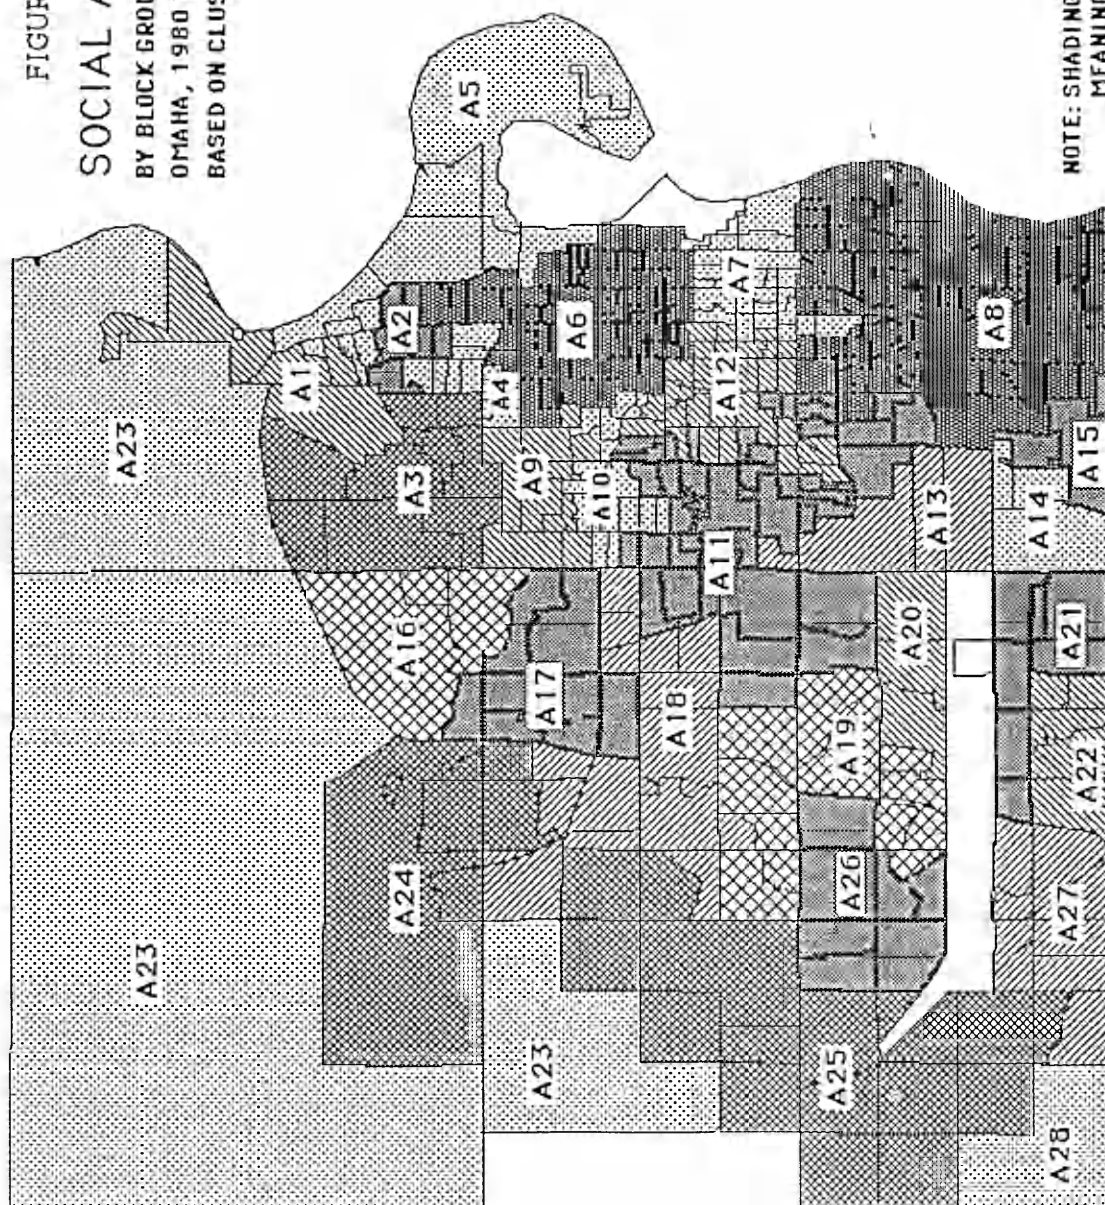 FIGUR
SOCIAL A
BY BLOCK GROU
OMAHA, 1980
BASED ON CLUS
A5
A23
A1
A2
A6
A7
A8
A4
A12
A3
A9
A10
A15
A13
A14
A11
A16
A20
A21
A17
A18
A19
A22
A24
A26
A27
A23
A23
A25
A28
NOTE: SHADING
MEANING